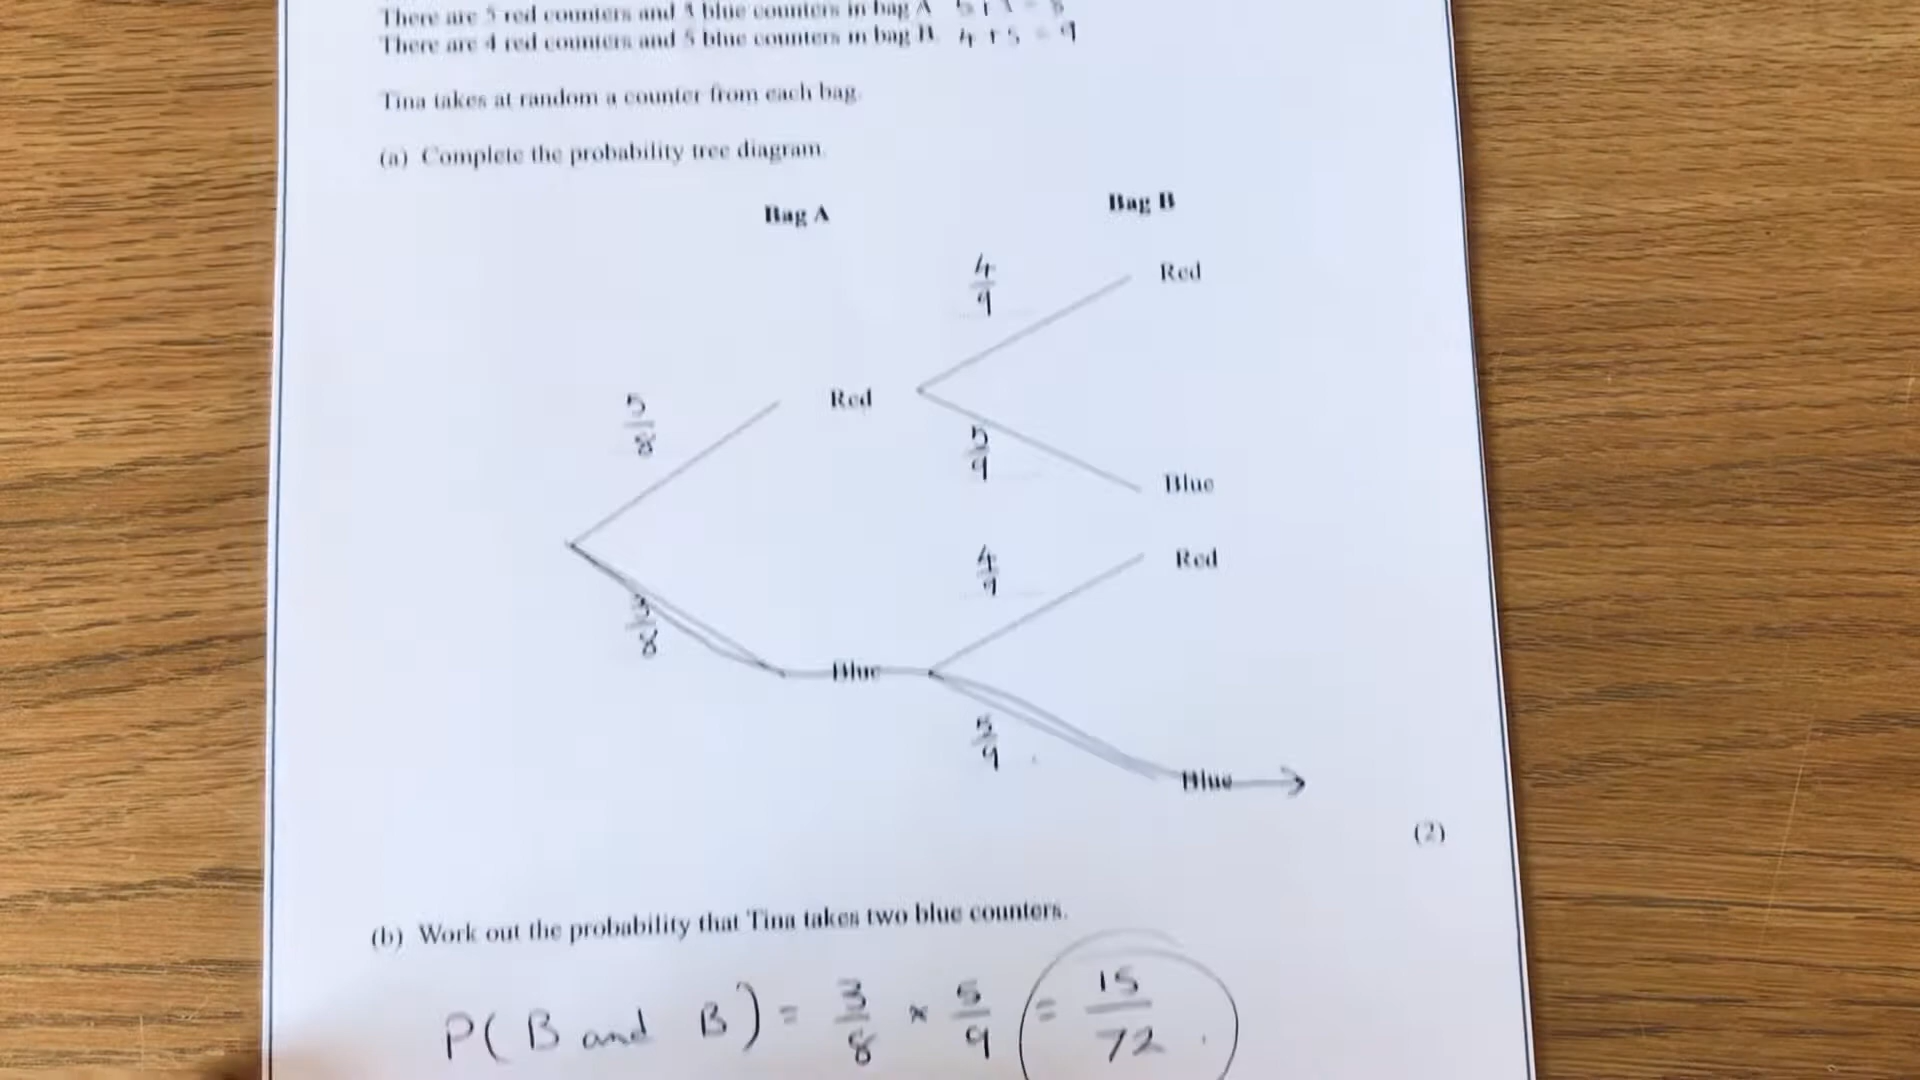 There are 5 red counters and 3 blue counters in bag A 5 + 3 = 8
There are 4 red counters and 5 blue counters in bag B. 4 + 5 = 9
Tina takes at random a counter from each bag.
(a) Complete the probability tree diagram.
Bag A Bag B
4/9 Red
5/8 Red
5/9 Blue
4/9 Red
3/8 Blue
5/9 Blue
(2)
(b) Work out the probability that Tina takes two blue counters.
P(B and B) = 3/8 × 5/9 = 15/72